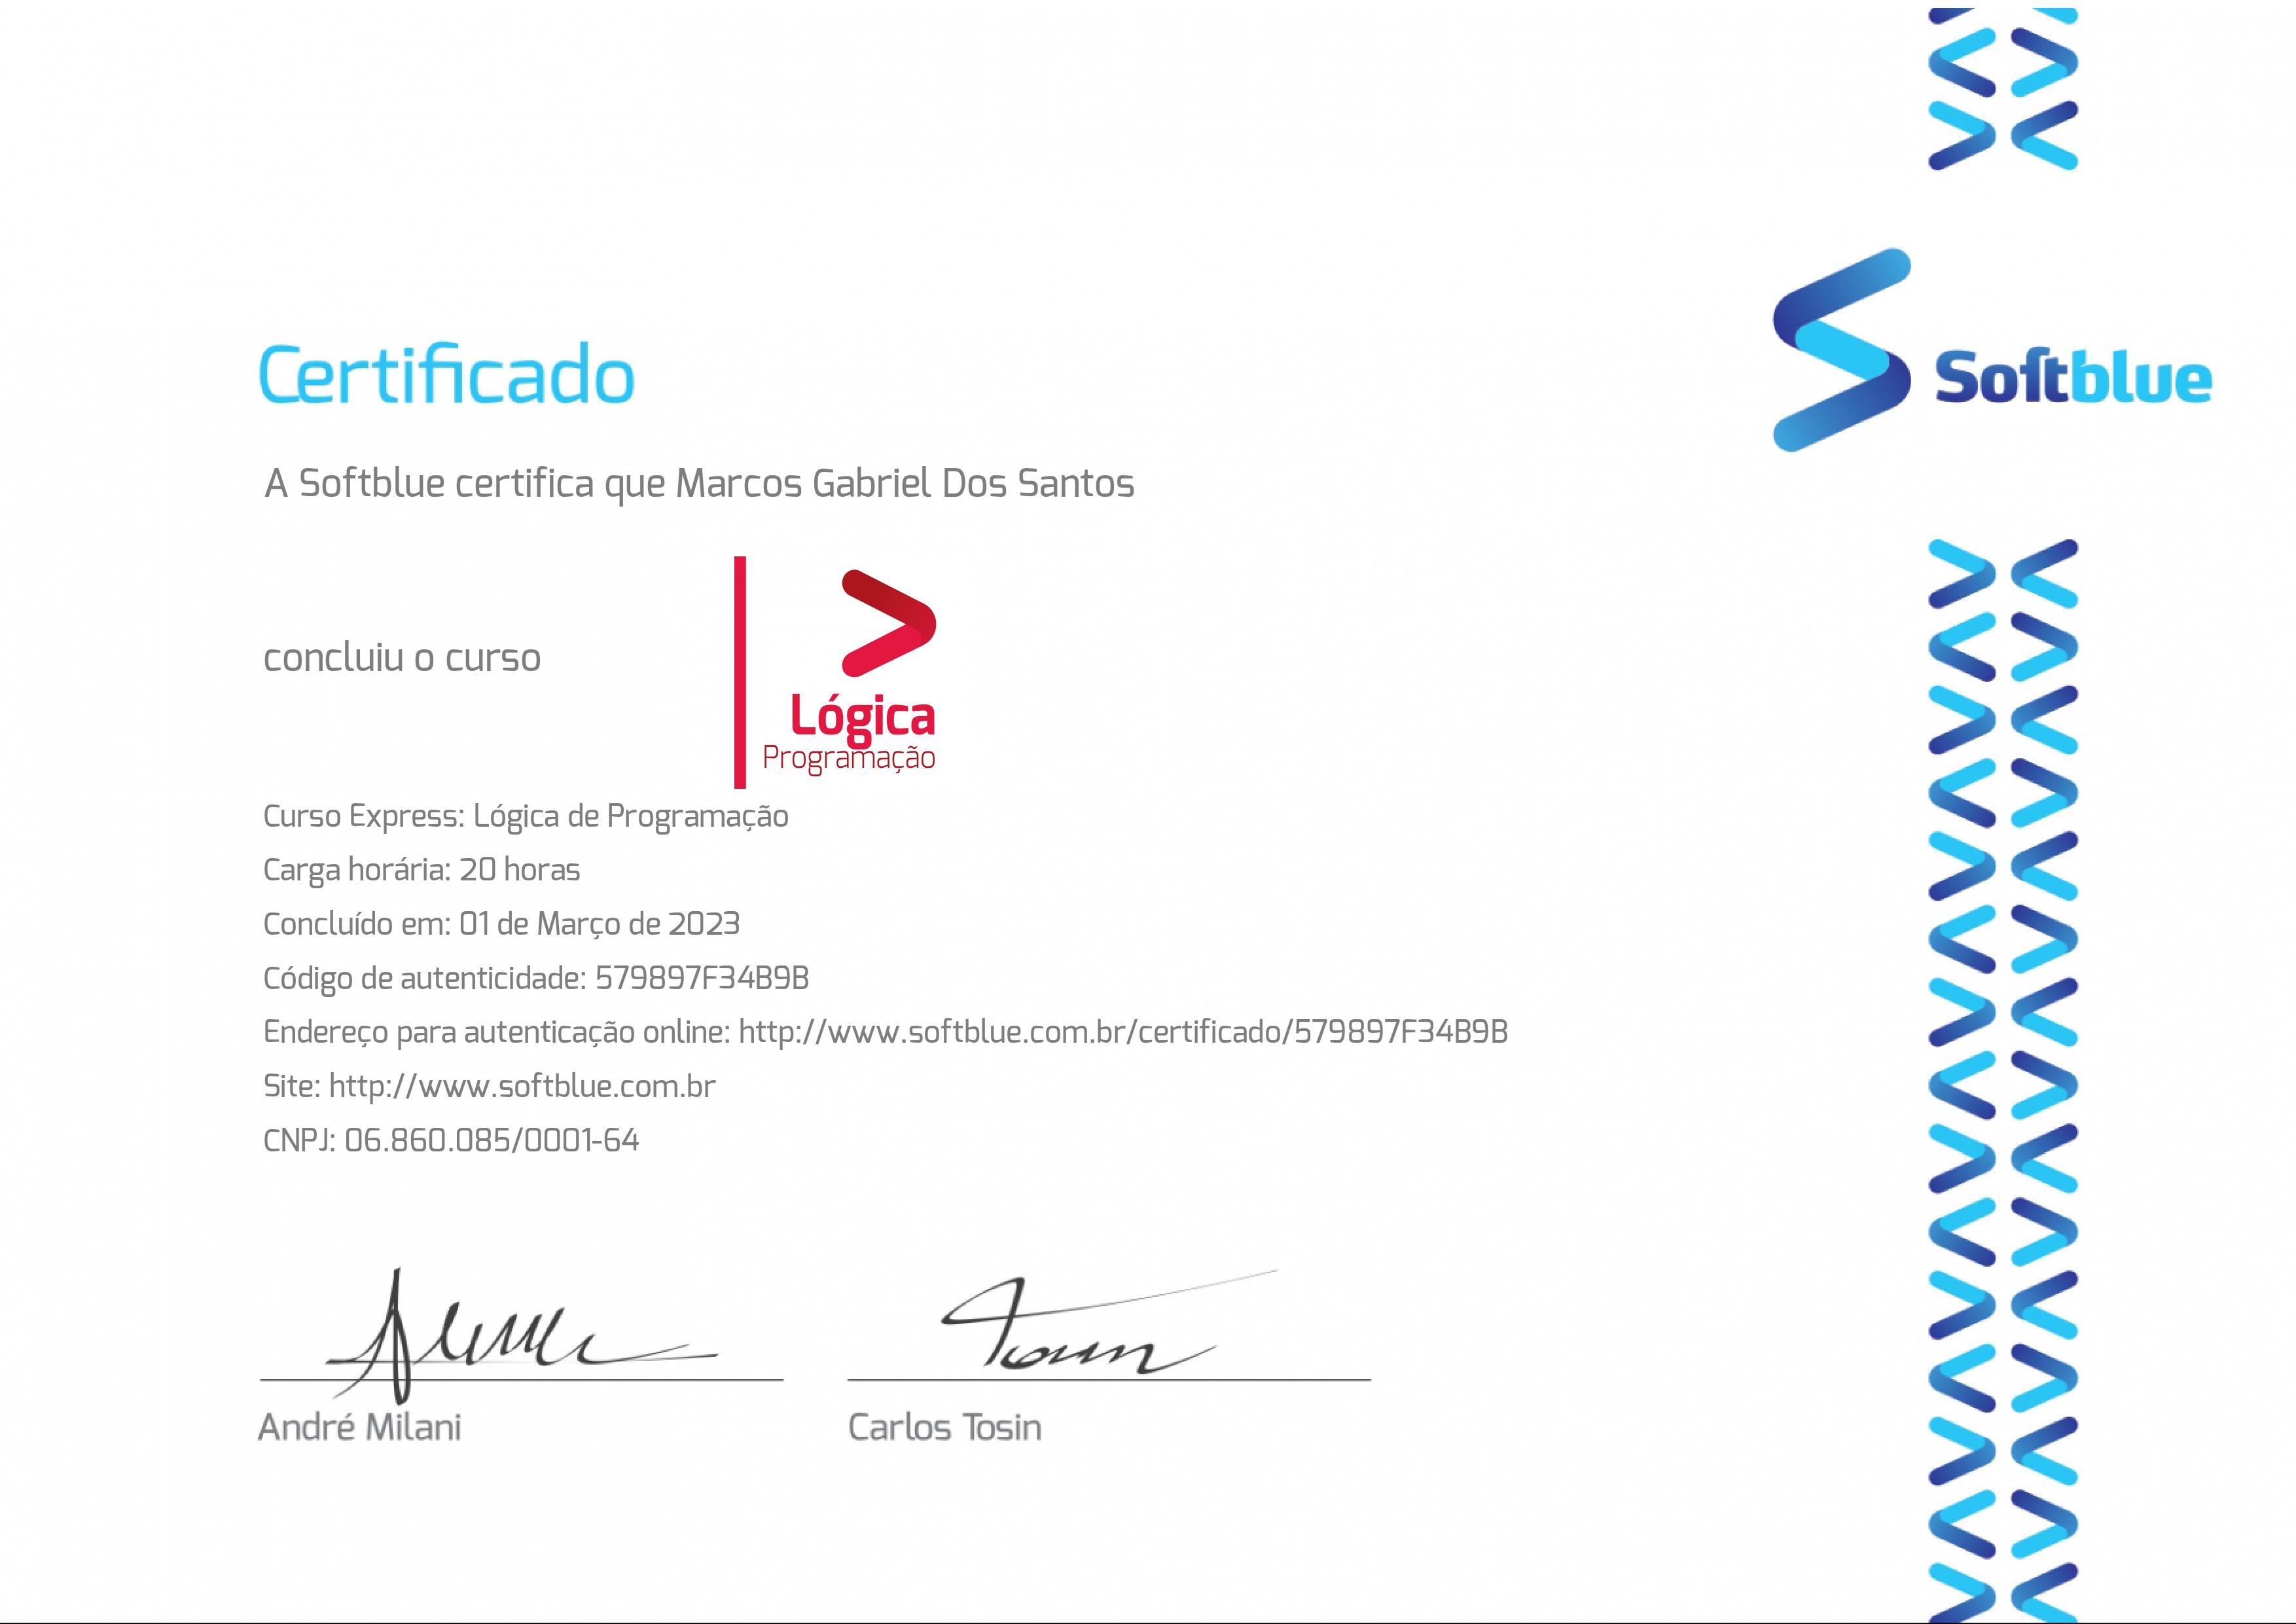 Certificado
Softblue
A Softblue certifica que Marcos Gabriel Dos Santos
concluiu o curso
Lógica
Programação
Curso Express: Lógica de Programação
Carga horária: 20 horas
Concluído em: 01 de Março de 2023
Código de autenticidade: 579897F34B9B
Endereço para autenticação online: http://www.softblue.com.br/certificado/579897F34B9B
Site: http://www.softblue.com.br
CNPJ: 06.860.085/0001-64
André Milani
Carlos Tosin